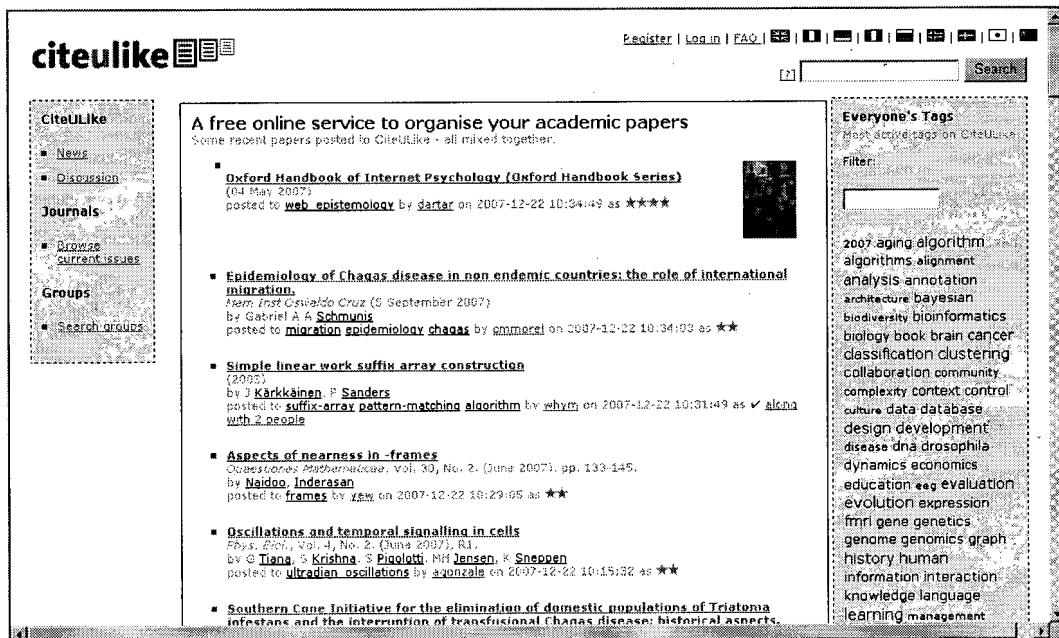 citeulike
Register | Log in | FAQ |
[?] Search
CiteULike
News
Discussion
Journals
Browse
current issues
Groups
Search groups
A free online service to organise your academic papers
Some recent papers posted to CiteULike - all mixed together.
Oxford Handbook of Internet Psychology (Oxford Handbook Series)
(04 May 2007)
posted to web_epistemology by dartar on 2007-12-22 10:34:49 as ★★★★
Epidemiology of Chagas disease in non endemic countries: the role of international
migration.
Mem Inst Oswaldo Cruz (5 September 2007)
by Gabriel A A Schmunis
posted to migration epidemiology chagas by cmmorel on 2007-12-22 10:34:03 as ★★
Simple linear work suffix array construction
(2003)
by J Kärkkäinen, P Sanders
posted to suffix-array pattern-matching algorithm by whym on 2007-12-22 10:31:49 as ✔ along
with 2 people
Aspects of nearness in -frames
Quaestiones Mathematicae, Vol. 30, No. 2. (June 2007), pp. 133-145.
by Naidoo, Inderasan
posted to frames by yew on 2007-12-22 10:29:05 as ★★
Oscillations and temporal signalling in cells
Phys. Biol., Vol. 4, No. 2. (June 2007), R1.
by G Tiana, S Krishna, S Pigolotti, MH Jensen, K Sneppen
posted to ultradian_oscillations by agonzale on 2007-12-22 10:15:32 as ★★
Southern Cone Initiative for the elimination of domestic populations of Triatoma
infestans and the interruption of transfusional Chagas disease: historical aspects,
Everyone's Tags
Most active tags on CiteULike
Filter:
2007 aging algorithm
algorithms alignment
analysis annotation
architecture bayesian
biodiversity bioinformatics
biology book brain cancer
classification clustering
collaboration community
complexity context control
culture data database
design development
disease dna drosophila
dynamics economics
education eeg evaluation
evolution expression
fmri gene genetics
genome genomics graph
history human
information interaction
knowledge language
learning management